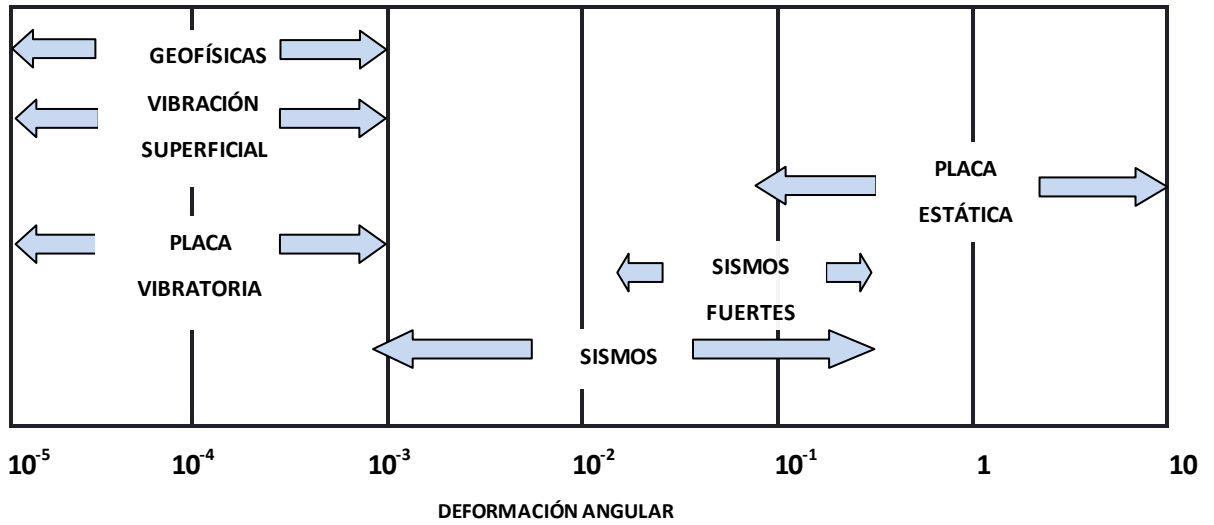 GEOFÍSICAS
VIBRACIÓN
SUPERFICIAL
PLACA
ESTÁTICA
PLACA
VIBRATORIA
SISMOS
FUERTES
SISMOS
10-5 10-4 10-3 10-2 10-1 1 10
DEFORMACIÓN ANGULAR